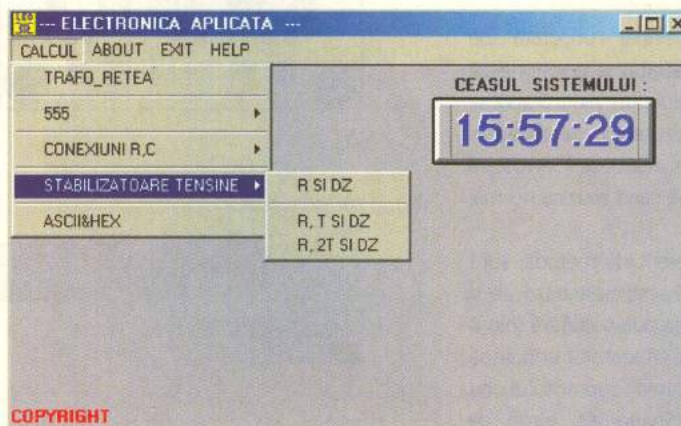 --- ELECTRONICA APLICATA ---
CALCUL ABOUT EXIT HELP
TRAFO_RETEA
555
CONEXIUNI R,C
STABILIZATOARE TENSINE
ASCII&HEX
R SI DZ
R, T SI DZ
R, 2T SI DZ
CEASUL SISTEMULUI :
15:57:29
COPYRIGHT